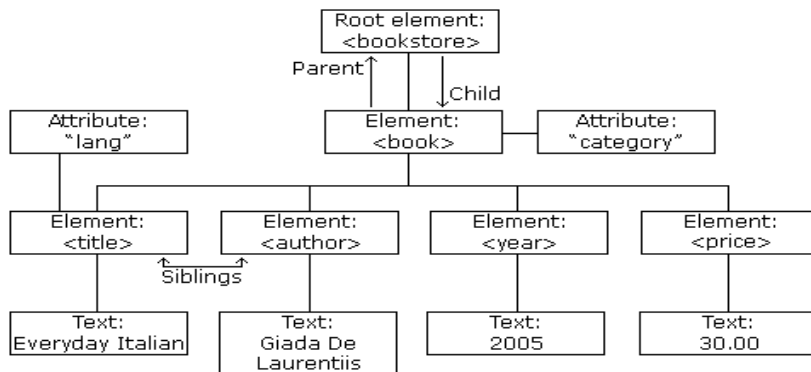 Root element:
<bookstore>
Parent
Child
Attribute:
"lang"
Element:
<book>
Attribute:
"category"
Element:
<title>
Element:
<author>
Element:
<year>
Element:
<price>
Siblings
Text:
Everyday Italian
Text:
Giada De
Laurentiis
Text:
2005
Text:
30.00